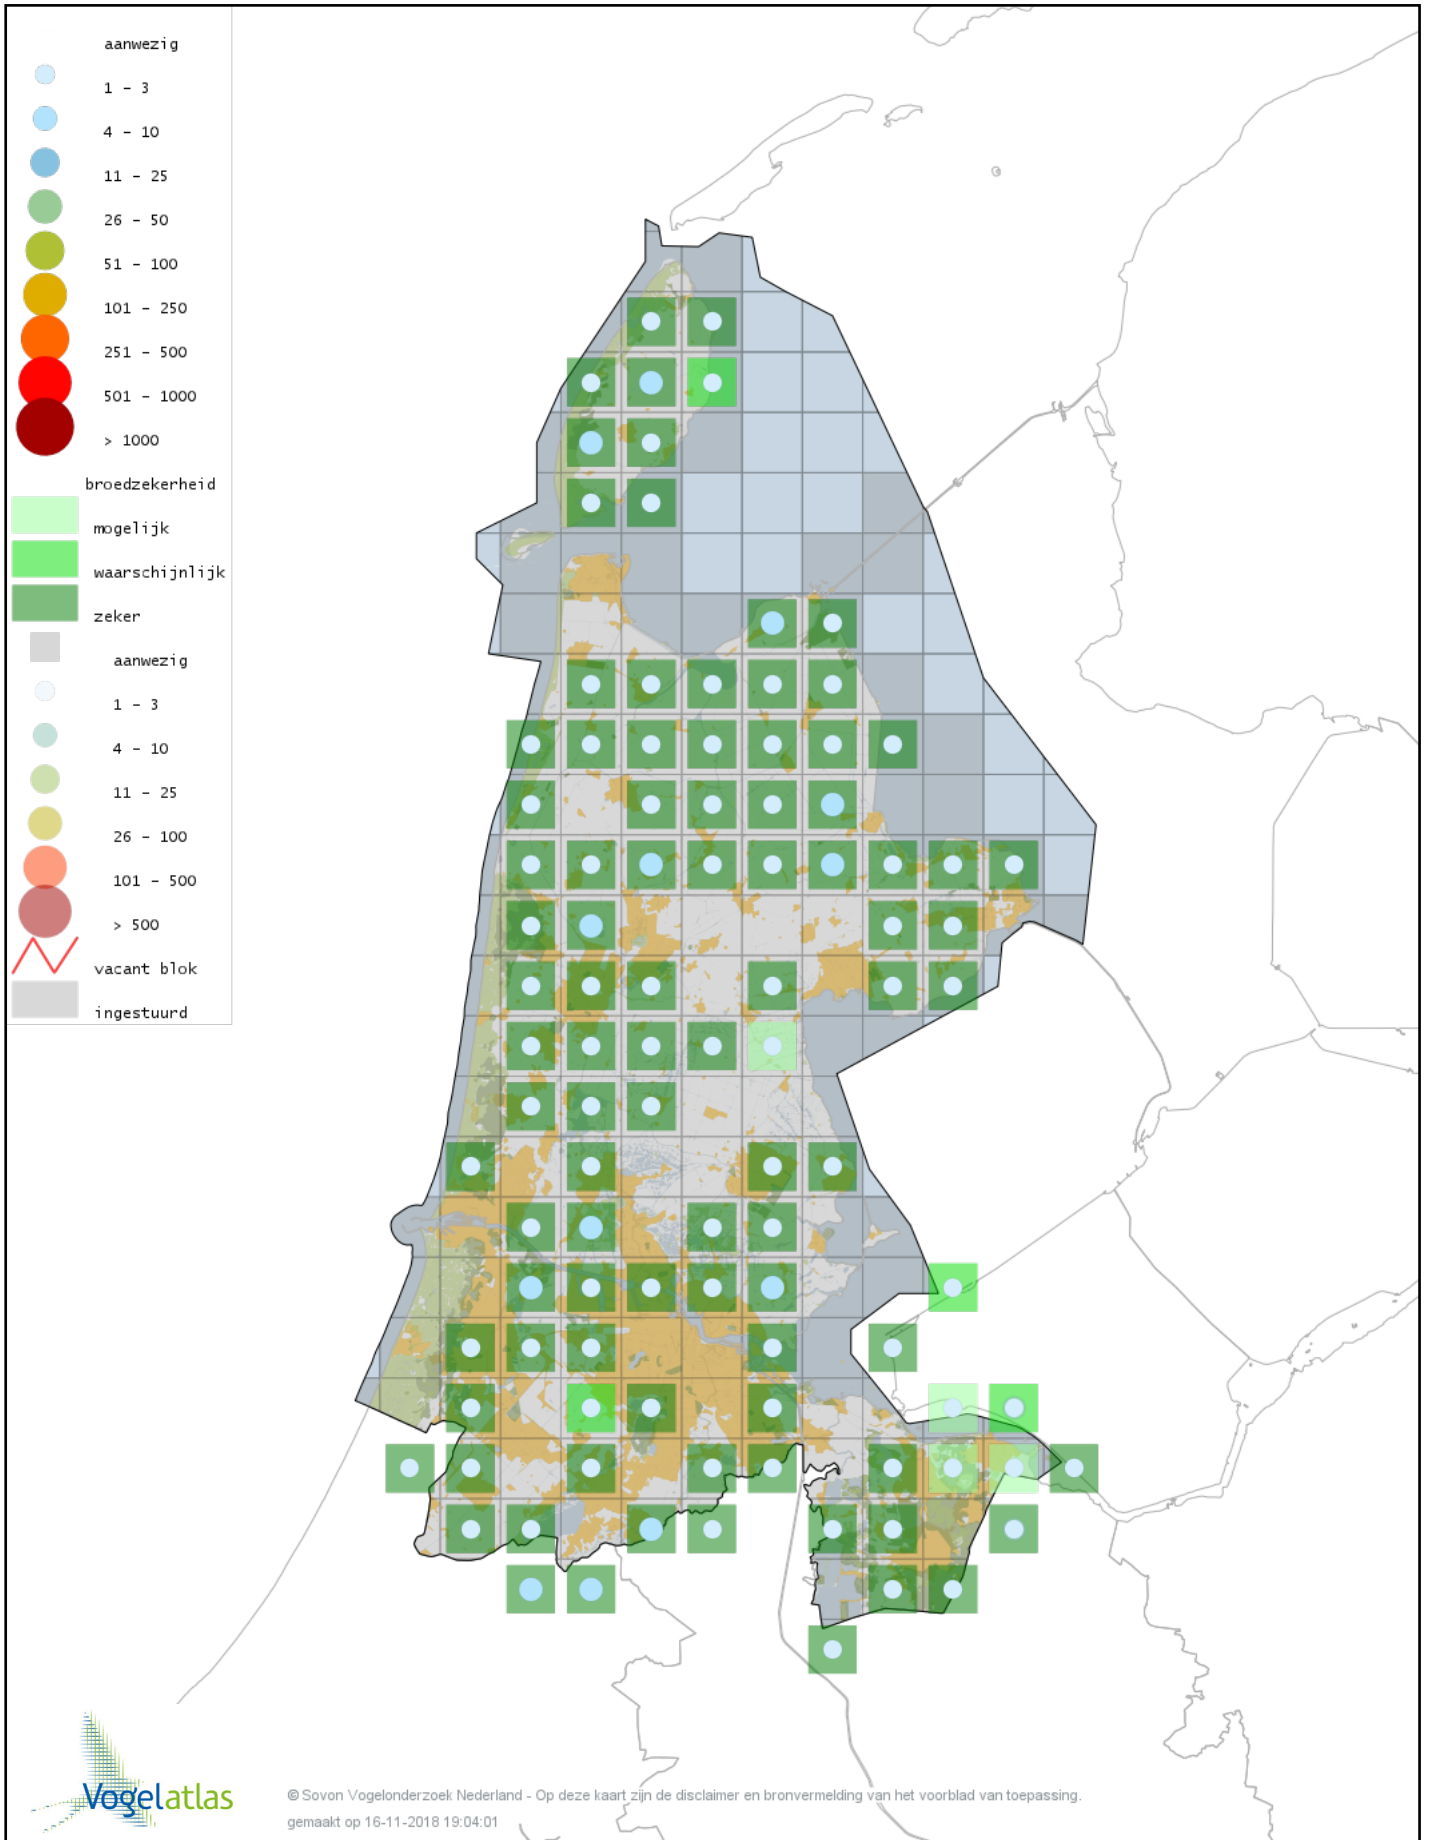 aanwezig
1 - 3
4 - 10
11 - 25
26 - 50
51 - 100
101 - 250
251 - 500
501 - 1000
> 1000
broedzekerheid
mogelijk
waarschijnlijk
zeker
aanwezig
1 - 3
4 - 10
11 - 25
26 - 100
101 - 500
> 500
vacant blok
ingestuurd
Vogelatlas
© Sovon Vogelonderzoek Nederland - Op deze kaart zijn de disclaimer en bronvermelding van het voorblad van toepassing.
gemaakt op 16-11-2018 19:04:01